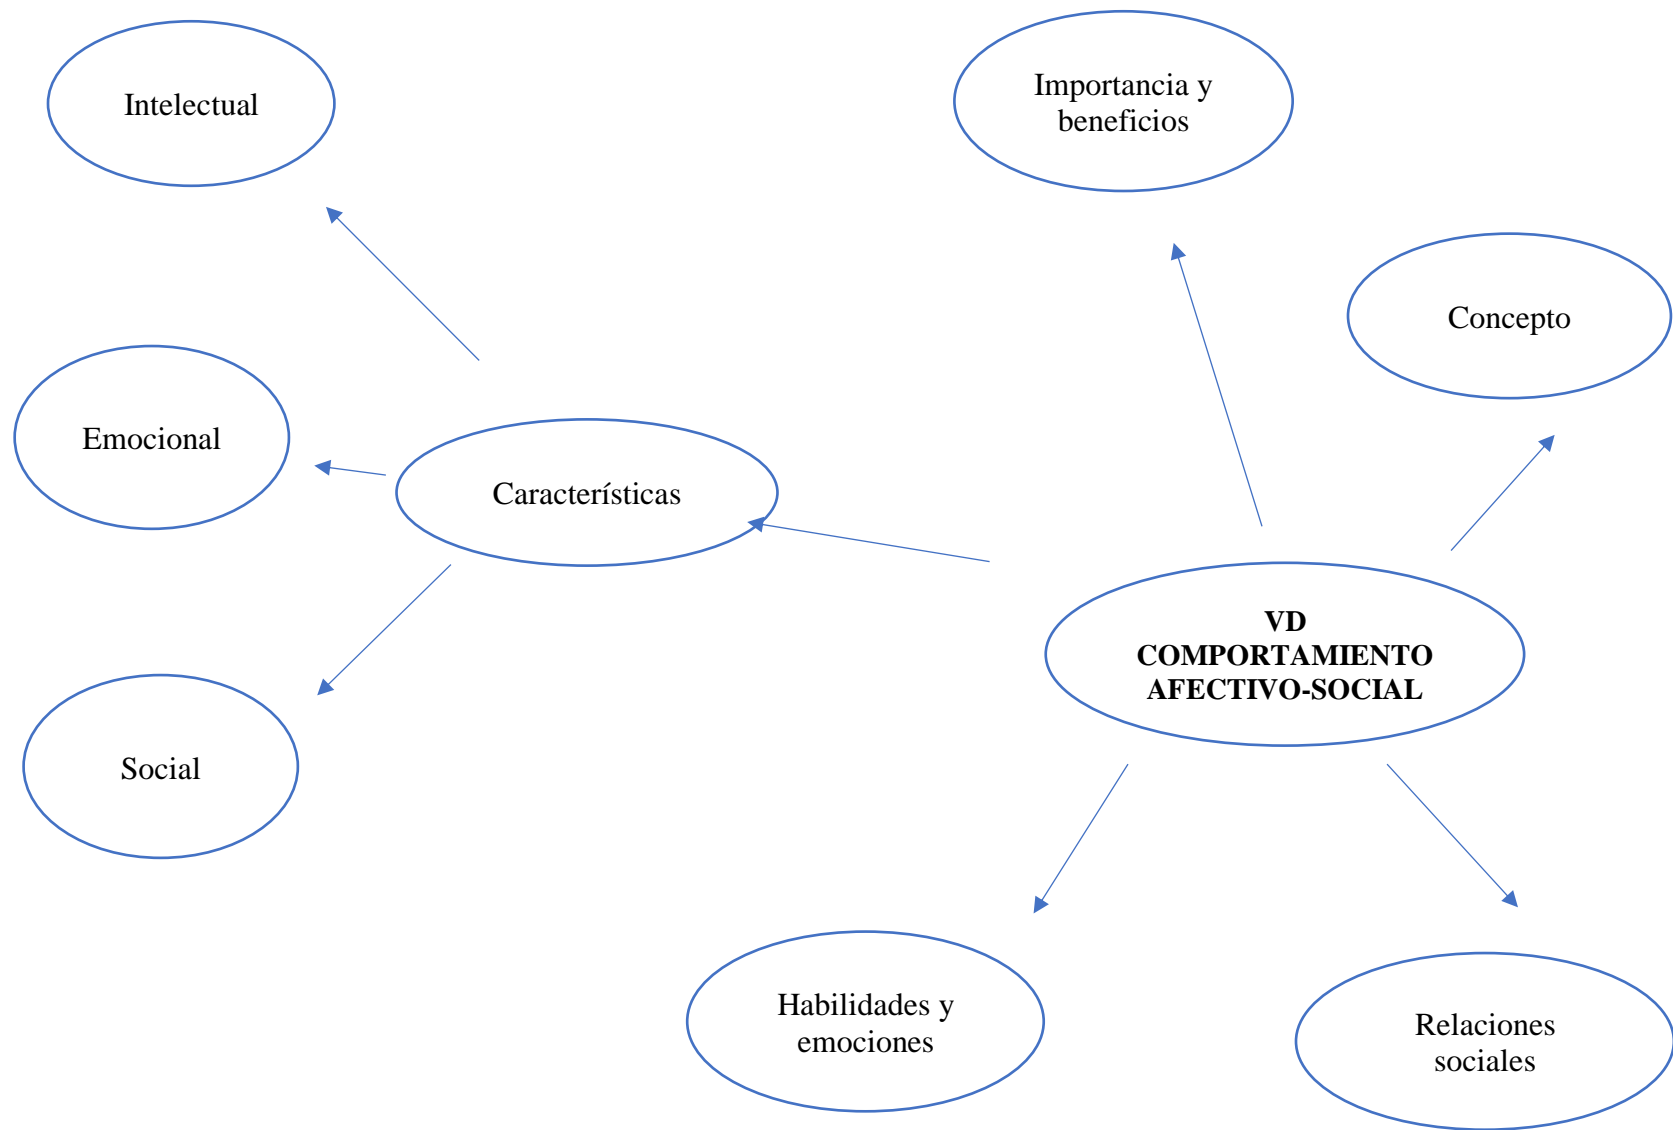 Intelectual
Importancia y
beneficios
Concepto
Emocional
Características
VD
COMPORTAMIENTO
AFECTIVO-SOCIAL
Social
Habilidades y
emociones
Relaciones
sociales